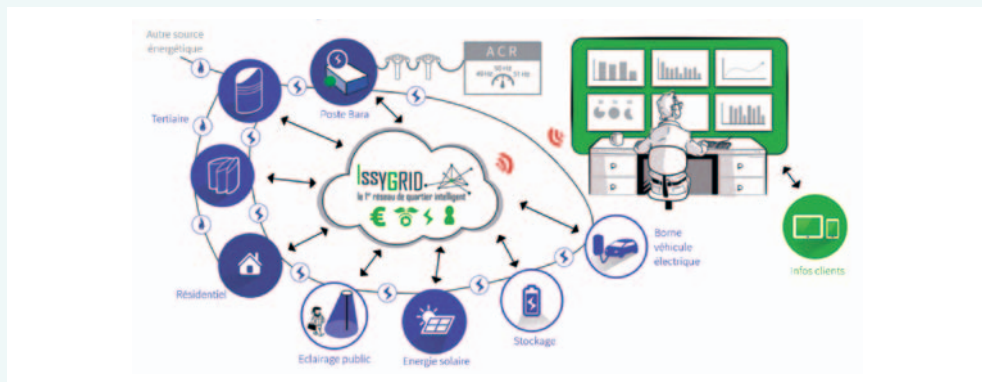 Autre source
énergétique
Tertiaire
Poste Bara
ACR
ISSYGRID
le 1er réseau de quartier intelligent
Borne
véhicule
électrique
Infos clients
Résidentiel
Eclairage public
Energie solaire
Stockage